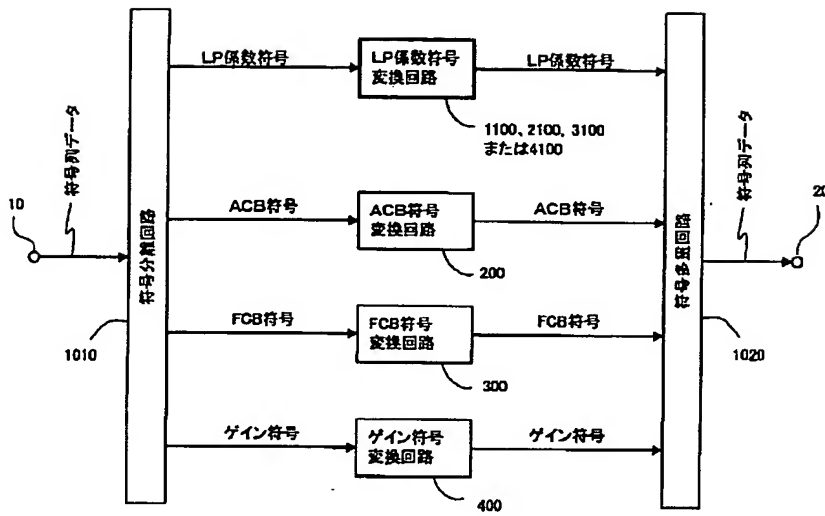 LP係数符号
LP係数符号
変換回路
LP係数符号
1100、2100、3100
または4100
符号列データ
10
符号分離回路
1010
ACB符号
ACB符号
変換回路
ACB符号
200
FCB符号
FCB符号
変換回路
FCB符号
300
ゲイン符号
ゲイン符号
変換回路
ゲイン符号
400
符号多重回路
1020
符号列データ
20